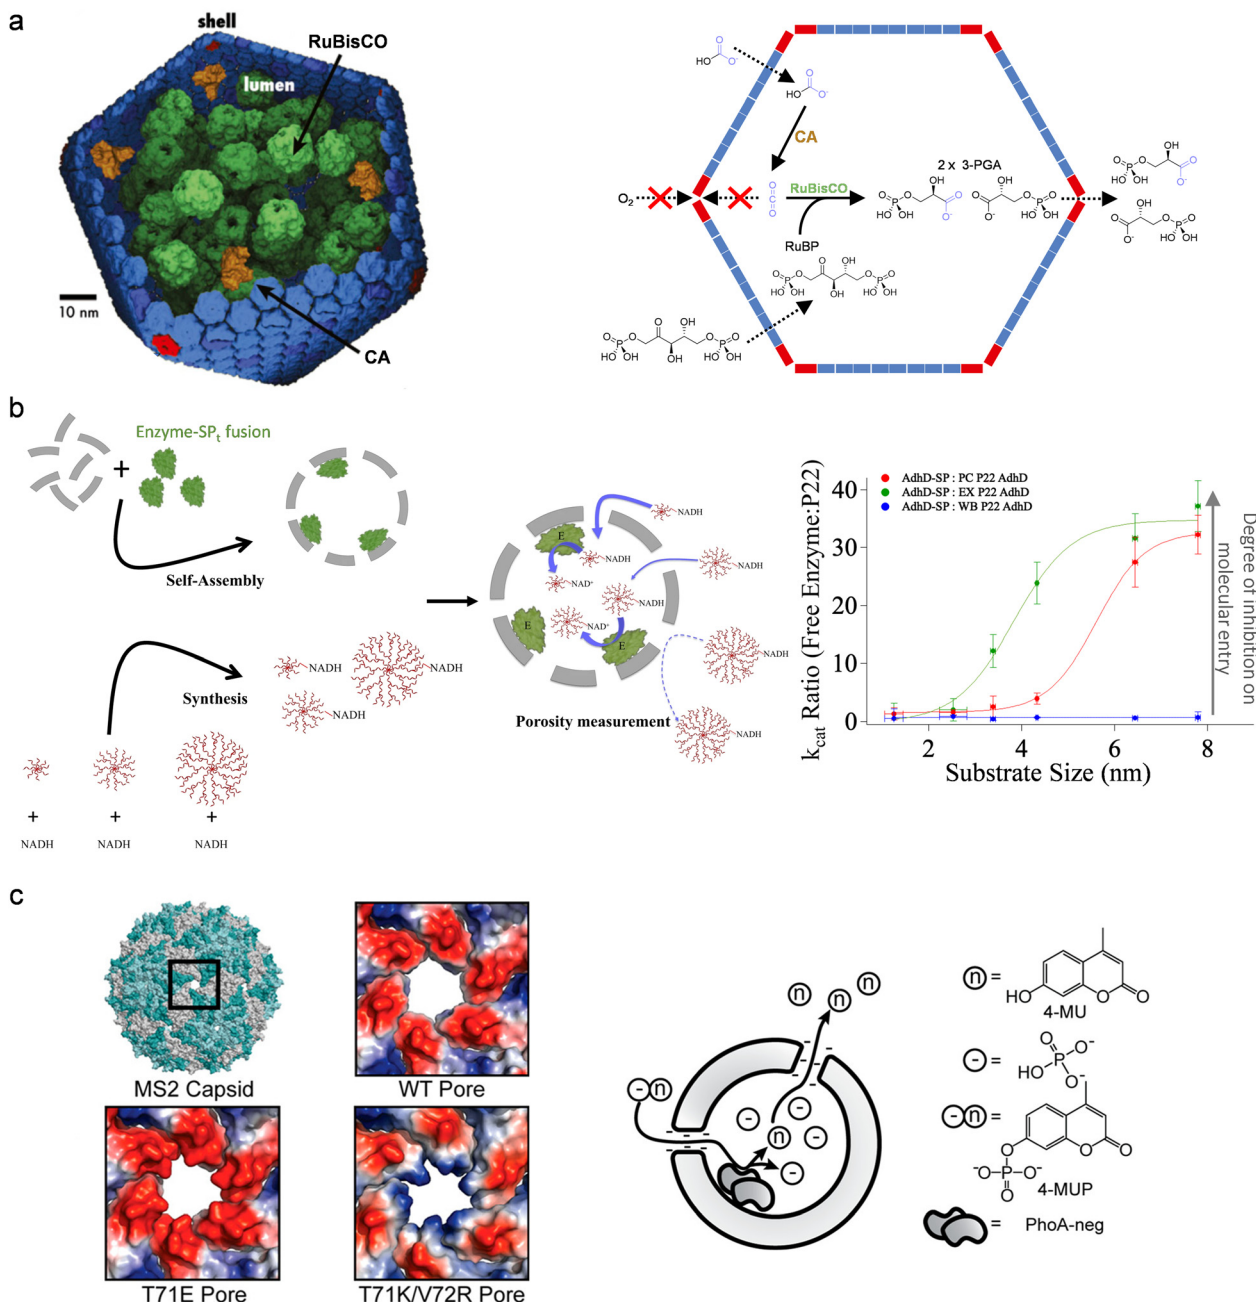 a
shell
RuBisCO
lumen
10 nm
CA
HO
O
O⁻
HO
O
O⁻
CA
O₂
O
C
O
RuBisCO
RuBP
2 x 3-PGA
b
Enzyme-SPt fusion
+
Self-Assembly
Synthesis
NADH
NADH
NADH
+
+
+
NADH
NADH
NADH
E
E
E
NADH
NADH
NADH
NAD⁺
NADH
NAD⁺
NADH
NADH
Porosity measurement
AdhD-SP : PC P22 AdhD
AdhD-SP : EX P22 AdhD
AdhD-SP : WB P22 AdhD
kcat Ratio (Free Enzyme:P22)
40
30
20
10
0
2
4
6
8
Substrate Size (nm)
Degree of inhibition on
molecular entry
c
MS2 Capsid
WT Pore
T71E Pore
T71K/V72R Pore
n
n
n
-n
n
-
-
-
-
n =
HO
O
O
4-MU
- =
O
P
O⁻
HO
O⁻
-n =
O
O
O
⁻O-P-O⁻
O
4-MUP
= PhoA-neg